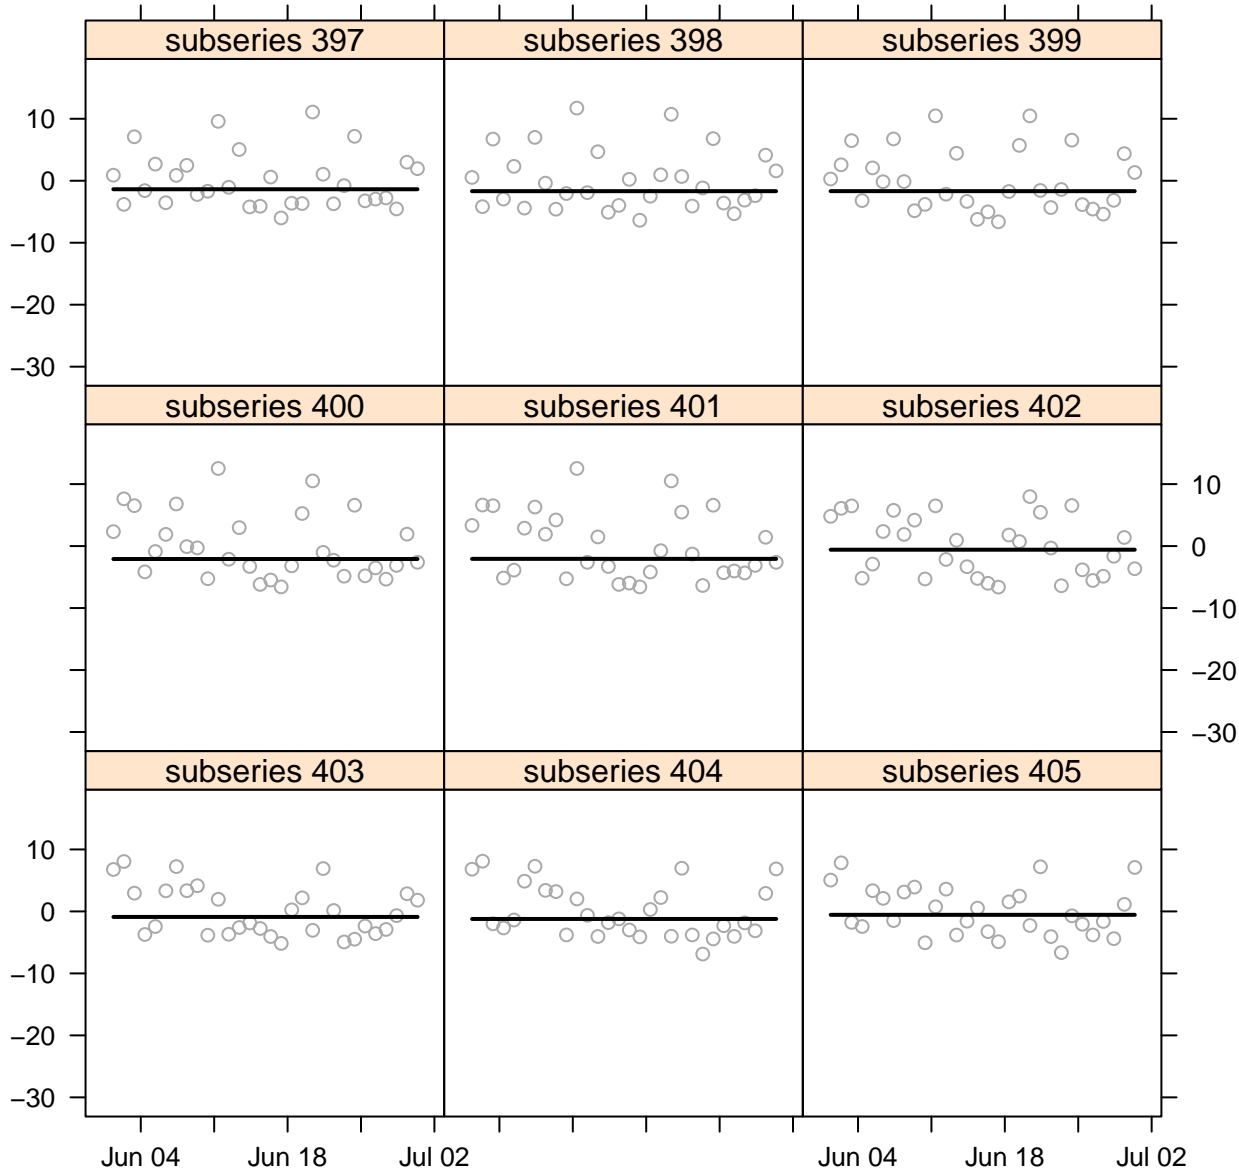 subseries 397
subseries 398
subseries 399
10
0
−10
−20
−30
subseries 400
subseries 401
subseries 402
10
0
−10
−20
−30
subseries 403
subseries 404
subseries 405
10
0
−10
−20
−30
Jun 04
Jun 18
Jul 02
Jun 04
Jun 18
Jul 02